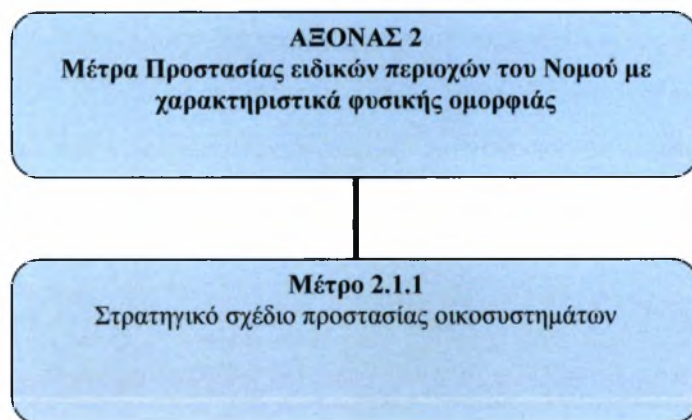 ΑΞΟΝΑΣ 2
Μέτρα Προστασίας ειδικών περιοχών του Νομού με
χαρακτηριστικά φυσικής ομορφιάς
Μέτρο 2.1.1
Στρατηγικό σχέδιο προστασίας οικοσυστημάτων